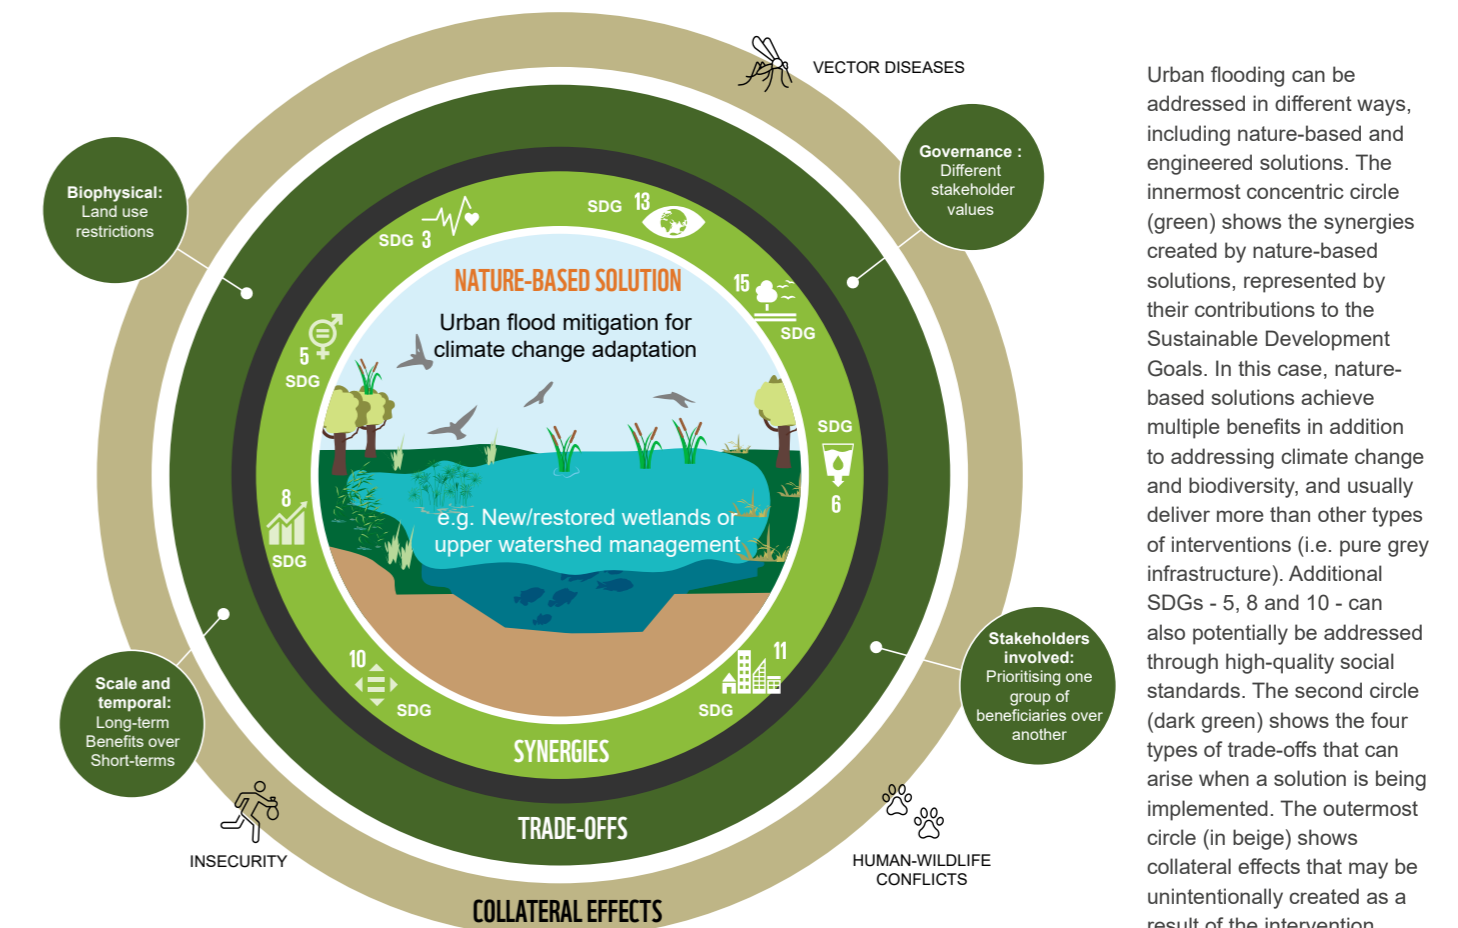 VECTOR DISEASES
Governance :
Different
stakeholder
values
Biophysical:
Land use
restrictions
SDG 13
SDG 3
15
SDG
5
SDG
NATURE-BASED SOLUTION
Urban flood mitigation for
climate change adaptation
SDG
6
8
SDG
e.g. New/restored wetlands or
upper watershed management
10
SDG
11
SDG
SYNERGIES
Stakeholders
involved:
Prioritising one
group of
beneficiaries over
another
Scale and
temporal:
Long-term
Benefits over
Short-terms
TRADE-OFFS
INSECURITY
HUMAN-WILDLIFE
CONFLICTS
COLLATERAL EFFECTS
Urban flooding can be
addressed in different ways,
including nature-based and
engineered solutions. The
innermost concentric circle
(green) shows the synergies
created by nature-based
solutions, represented by
their contributions to the
Sustainable Development
Goals. In this case, nature-
based solutions achieve
multiple benefits in addition
to addressing climate change
and biodiversity, and usually
deliver more than other types
of interventions (i.e. pure grey
infrastructure). Additional
SDGs - 5, 8 and 10 - can
also potentially be addressed
through high-quality social
standards. The second circle
(dark green) shows the four
types of trade-offs that can
arise when a solution is being
implemented. The outermost
circle (in beige) shows
collateral effects that may be
unintentionally created as a
result of the intervention